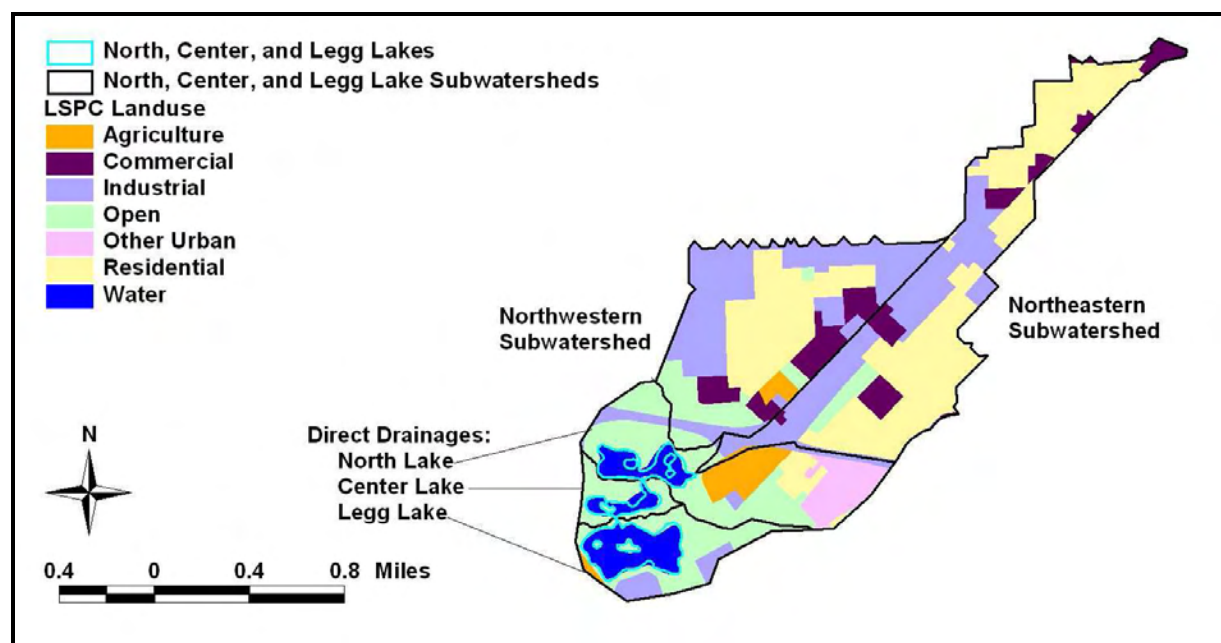 North, Center, and Legg Lakes
North, Center, and Legg Lake Subwatersheds
LSPC Landuse
Agriculture
Commercial
Industrial
Open
Other Urban
Residential
Water
Northwestern
Subwatershed
Northeastern
Subwatershed
Direct Drainages:
North Lake
Center Lake
Legg Lake
N
0.4 0 0.4 0.8 Miles